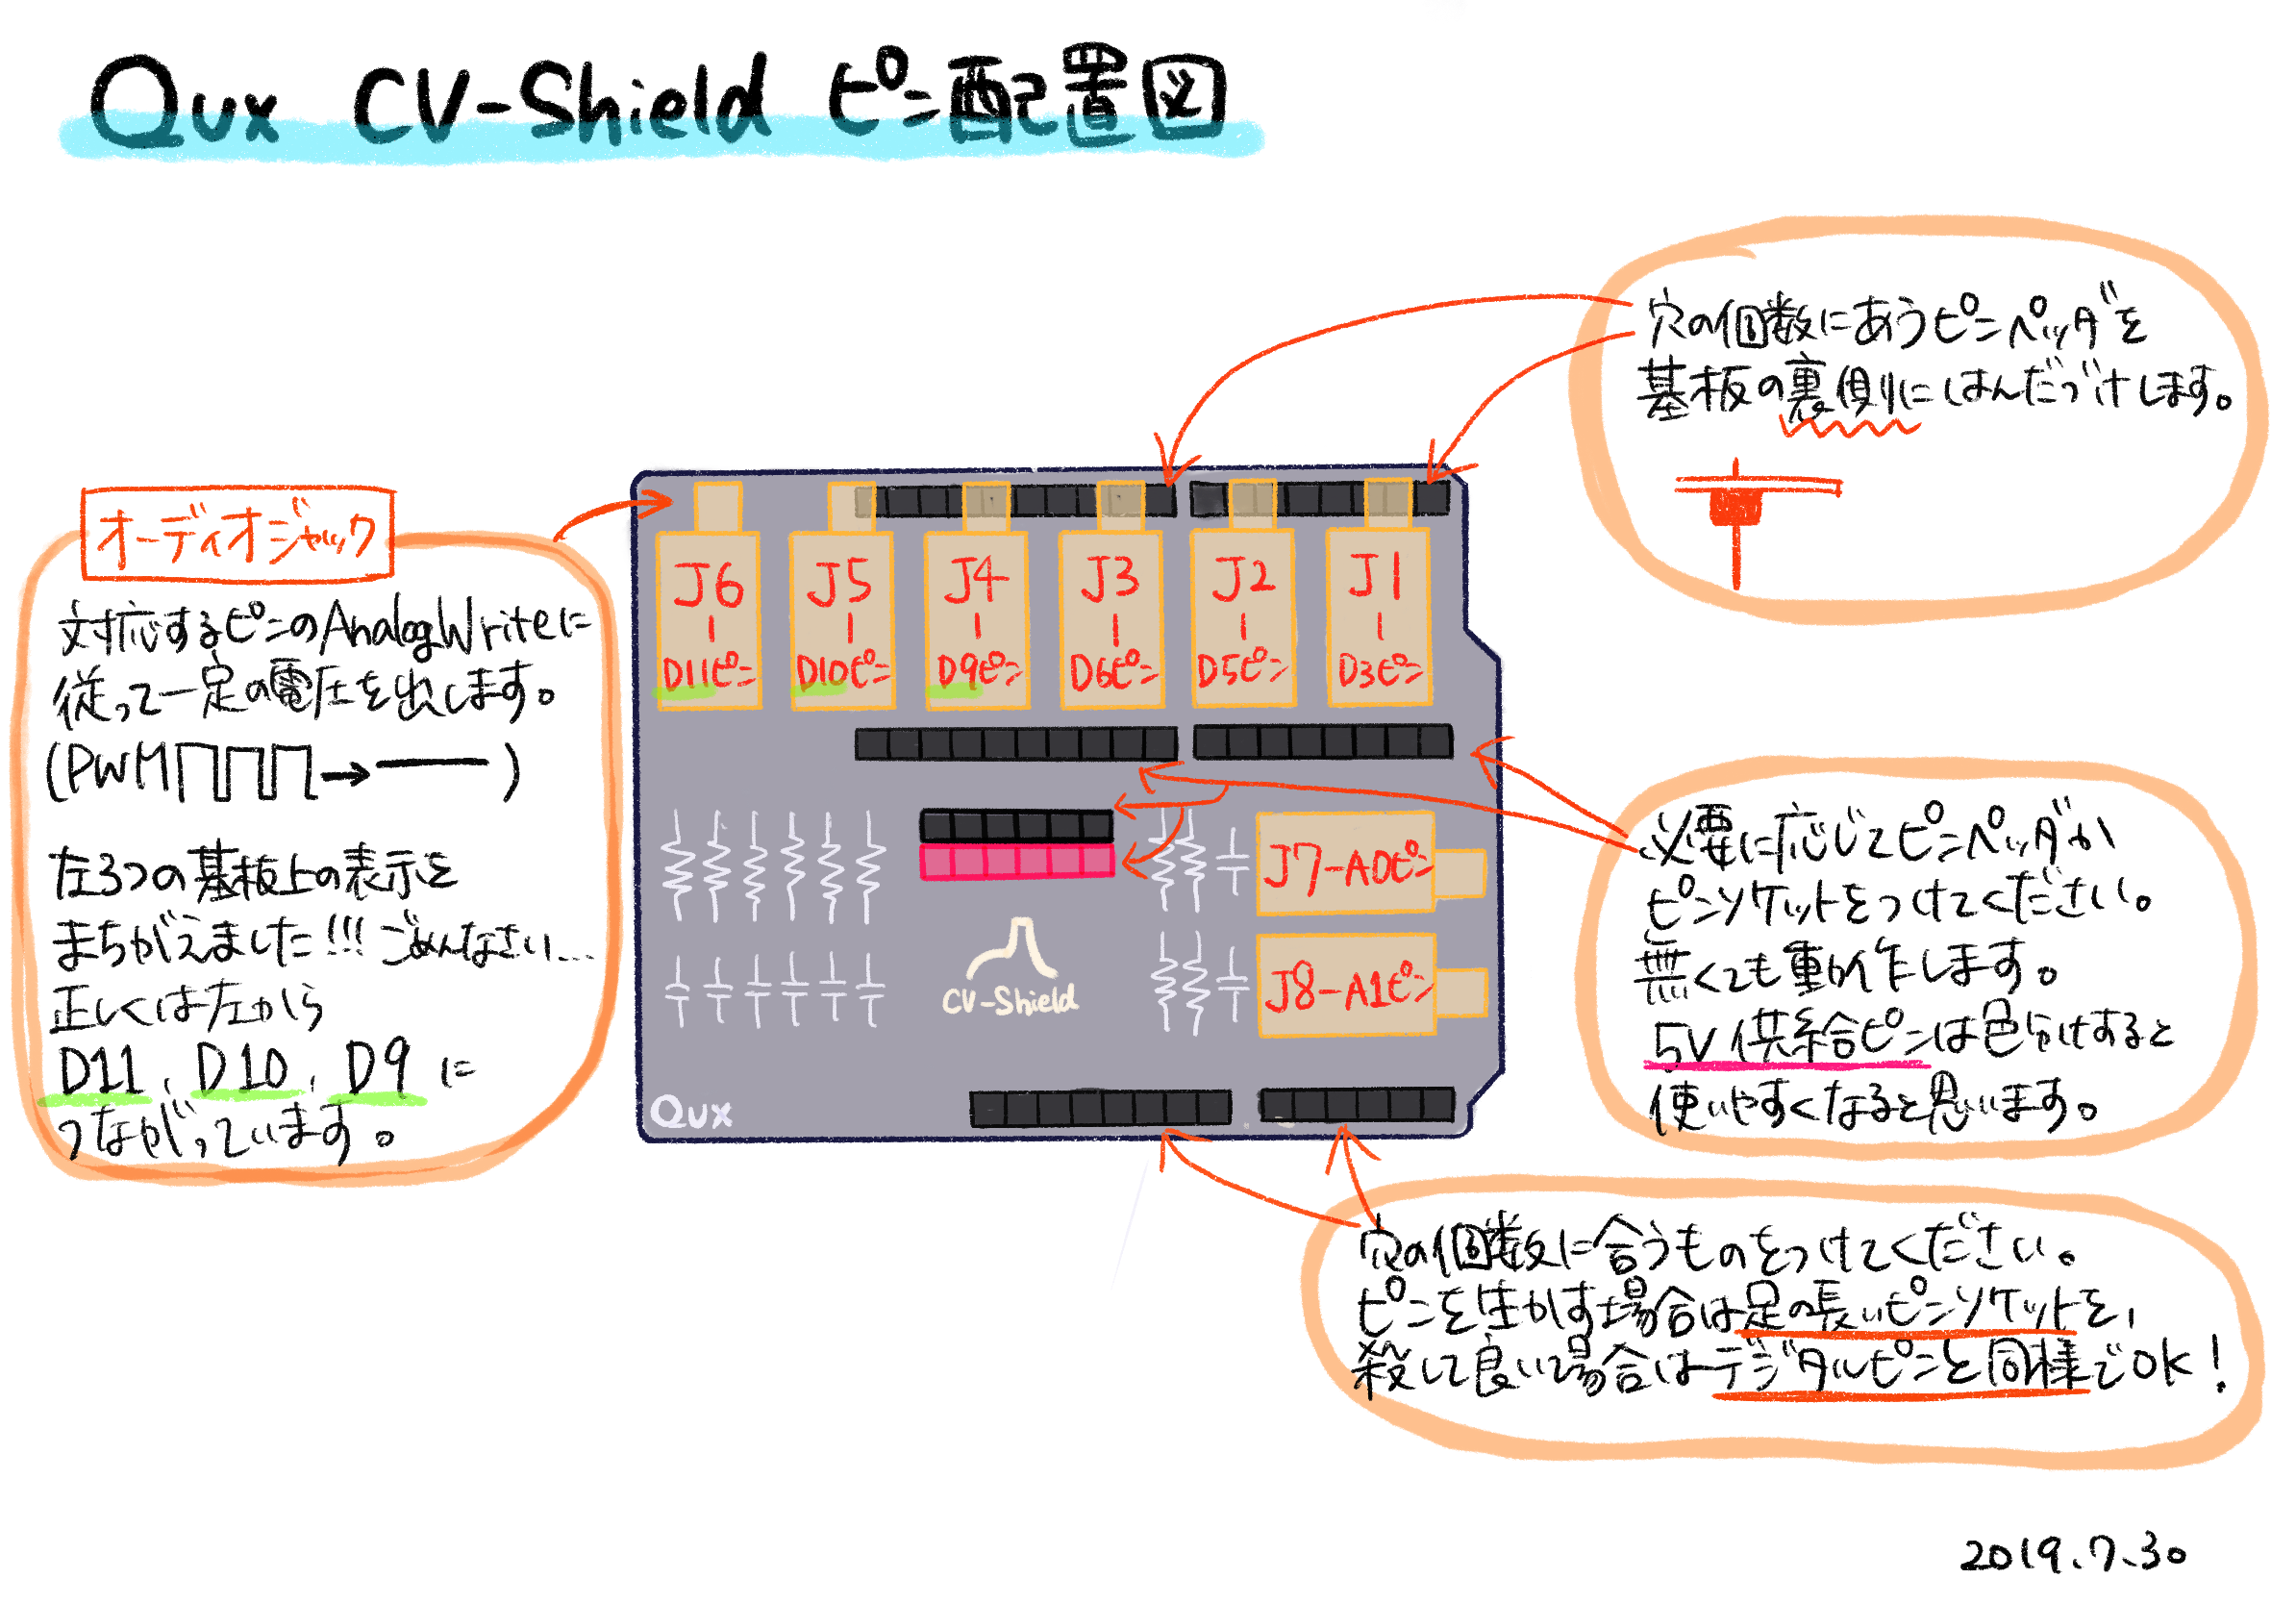 Qux CV-Shield ピン配置図
穴の個数にあうピンヘッダを
基板の裏側にはんだづけします。
オーディオジャック
対応するピンのAnalogWriteに
従って一定の電圧を出します。
(PWM→)
左3つの基板上の表示を
まちがえました!!!ごめんなさい...
正しくは左から
D11、D10、D9に
つながっています。
J6-D11ピン
J5-D10ピン
J4-D9ピン
J3-D6ピン
J2-D5ピン
J1-D3ピン
J7-A0ピン
J8-A1ピン
CV-Shield
Qux
必要に応じてピンヘッダか
ピンソケットをつけてください。
無くても動作します。
5V供給ピンは色分けすると
使いやすくなると思います。
穴の個数に合うものをつけてください。
ピンを生かす場合は足の長いピンソケットを、
殺して良い場合はデジタルピンと同様でOK!
2019.7.30